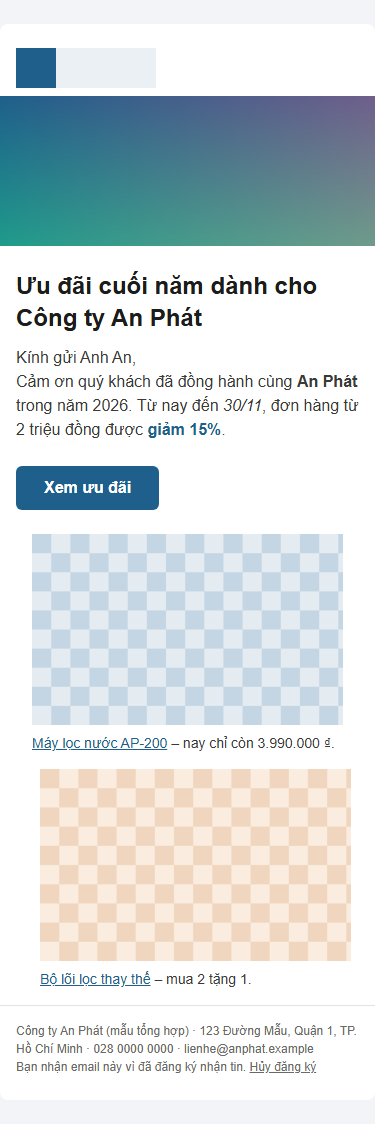 Ưu đãi cuối năm dành cho
Công ty An Phát
Kính gửi Anh An,
Cảm ơn quý khách đã đồng hành cùng An Phát
trong năm 2026. Từ nay đến 30/11, đơn hàng từ
2 triệu đồng được giảm 15%.
Xem ưu đãi
Máy lọc nước AP-200 – nay chỉ còn 3.990.000 ₫.
Bộ lõi lọc thay thế – mua 2 tặng 1.
Công ty An Phát (mẫu tổng hợp) · 123 Đường Mẫu, Quận 1, TP.
Hồ Chí Minh · 028 0000 0000 · lienhe@anphat.example
Bạn nhận email này vì đã đăng ký nhận tin. Hủy đăng ký